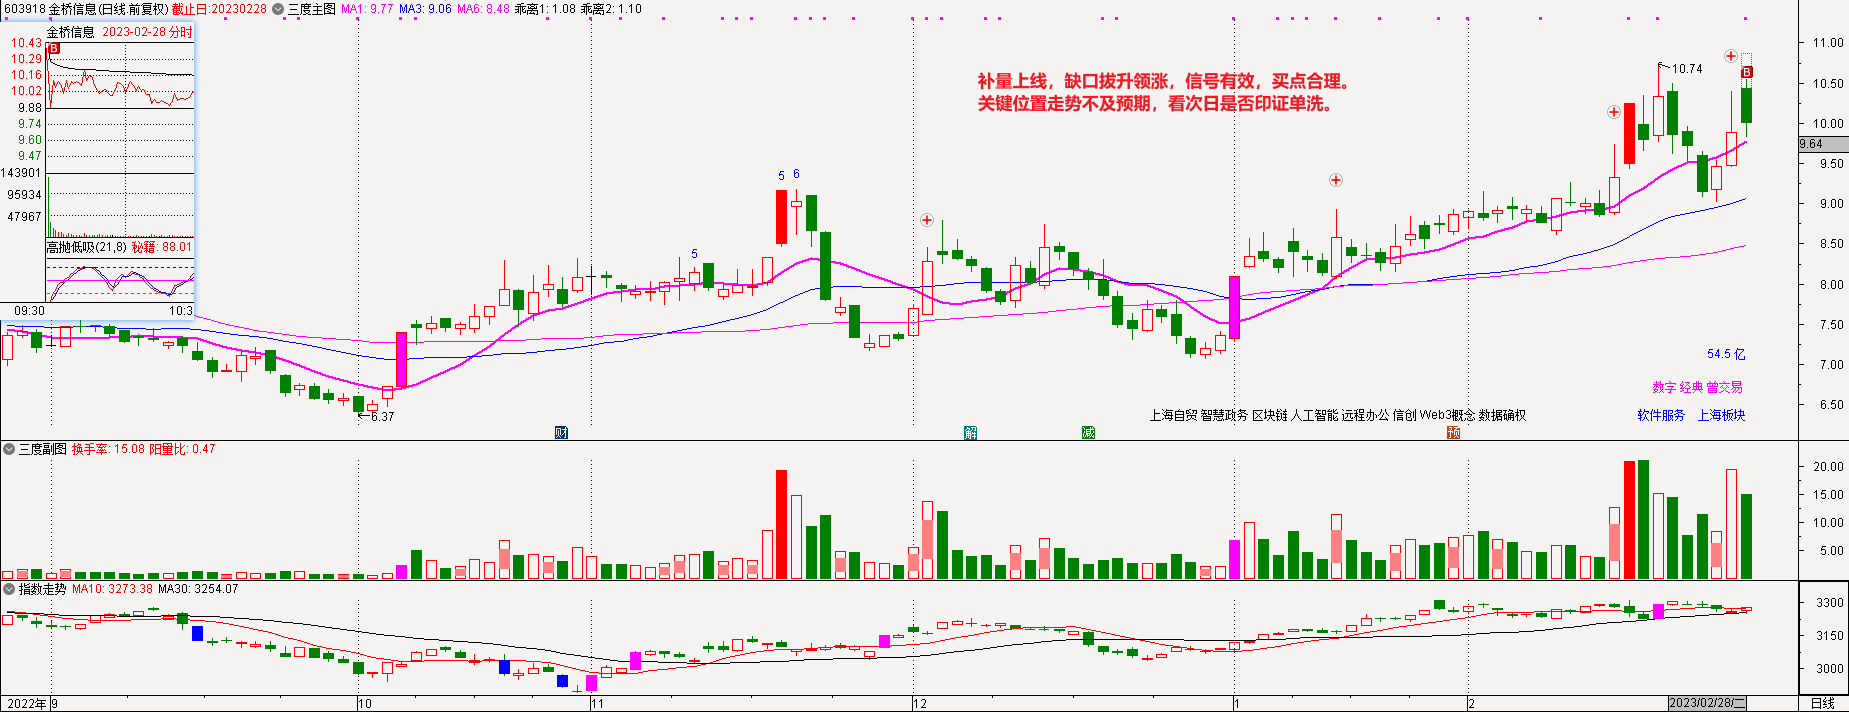 603918 金桥信息(日线.前复权) 截止日:20230228 三度主图 MA1: 9.77 MA3: 9.06 MA6: 8.48 乖离1: 1.08 乖离2: 1.10
金桥信息 2023-02-28 分时
10.43
B
10.29
10.16
10.02
9.88
9.74
9.60
9.47
143901
95934
47967
高抛低吸(21,8) 秘籍: 88.01
09:30 10:3
补量上线，缺口拔升领涨，信号有效，买点合理。
关键位置走势不及预期，看次日是否印证单洗。
10.74
B
5 6
5
6.37
11.00
10.50
10.00
9.64
9.50
9.00
8.50
8.00
7.50
7.00
6.50
54.5 亿
数字 经典 曾交易
上海自贸 智慧政务 区块链 人工智能 远程办公 信创 Web3概念 数据确权
软件服务 上海板块
财 解 减 预
三度副图 换手率: 15.08 阳量比: 0.47
20.00
15.00
10.00
5.00
指数走势 MA10: 3273.38 MA30: 3254.07
3300
3150
3000
2022年 9 10 11 12 1 2 2023/02/28/二 日线